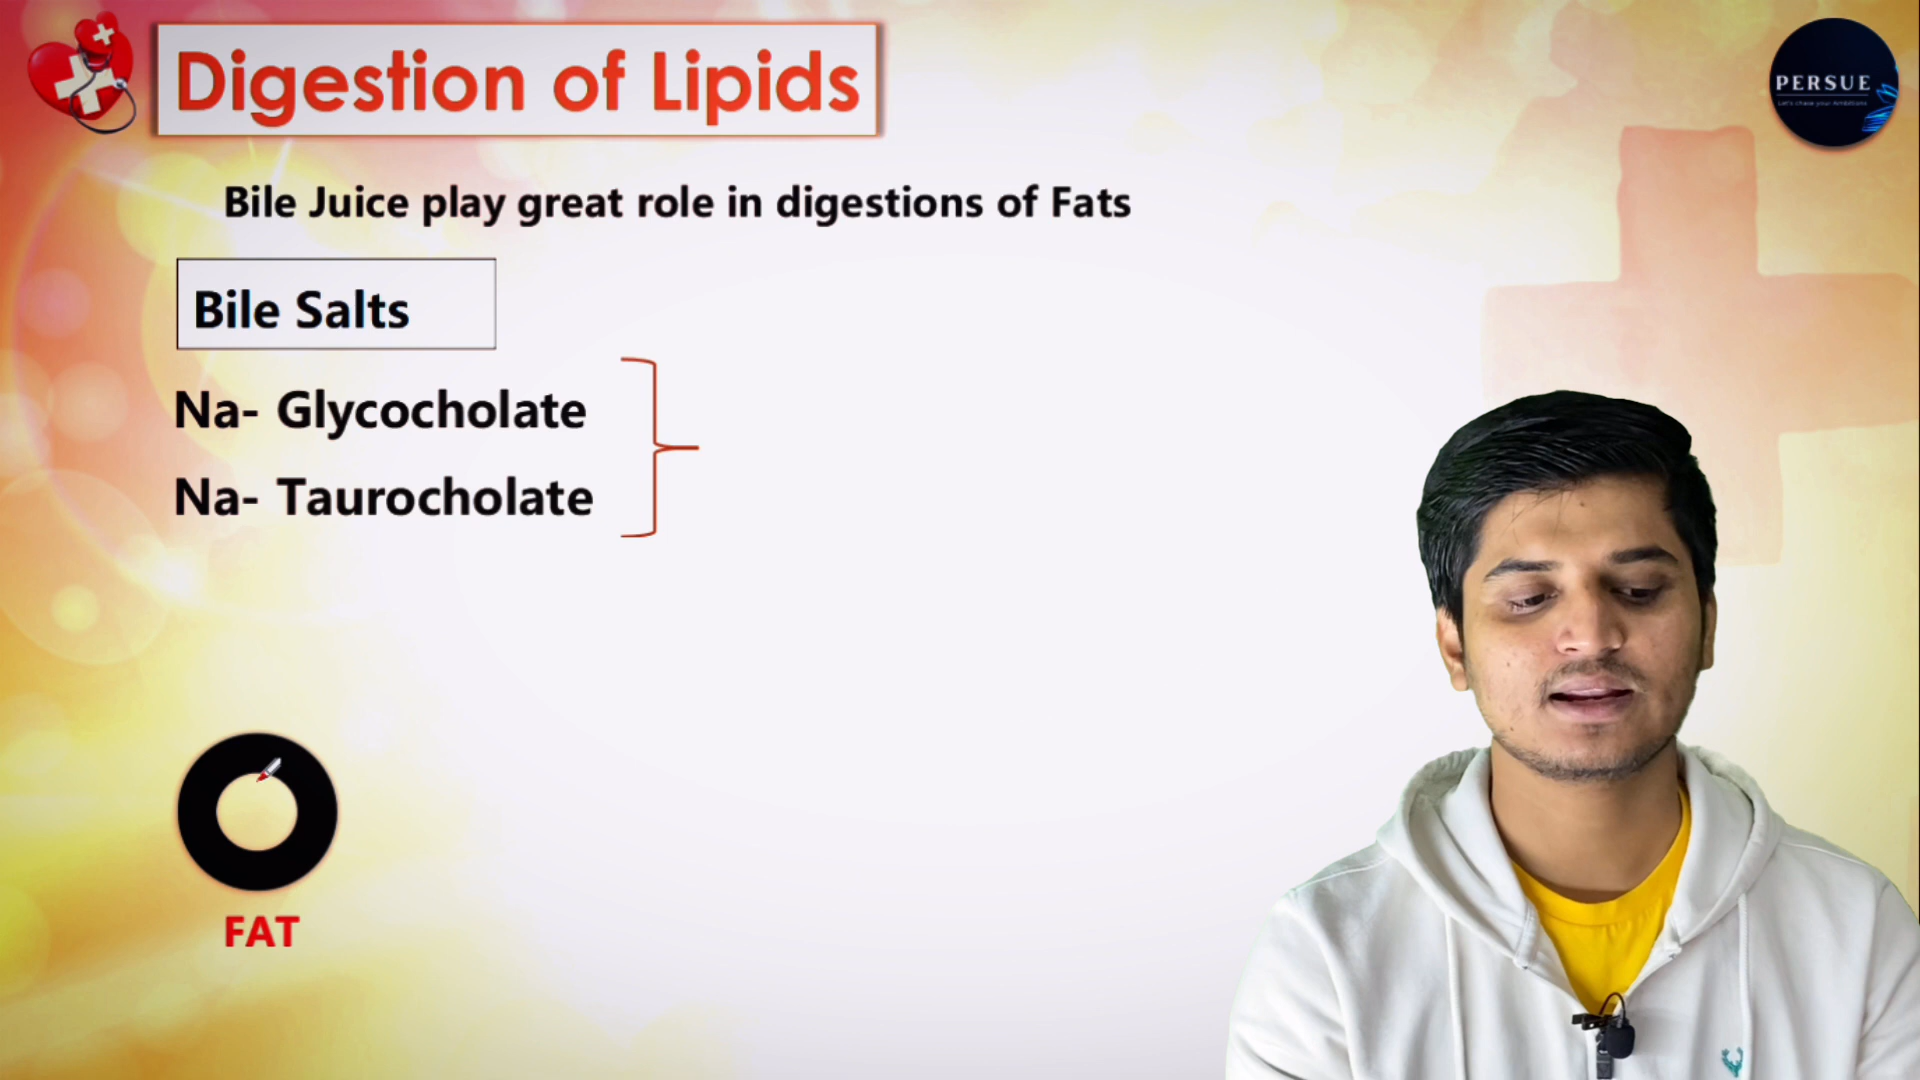 Digestion of Lipids
PERSUE
Bile Juice play great role in digestions of Fats
Bile Salts
Na- Glycocholate
Na- Taurocholate
FAT